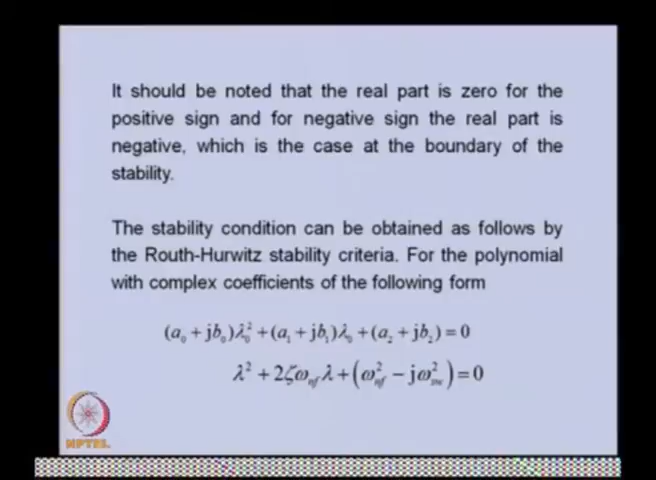 It should be noted that the real part is zero for the
positive sign and for negative sign the real part is
negative, which is the case at the boundary of the
stability.
The stability condition can be obtained as follows by
the Routh-Hurwitz stability criteria. For the polynomial
with complex coefficients of the following form
(a₀ + jb₀)λ₀² + (a₁ + jb₁)λ₀ + (a₂ + jb₂) = 0
λ² + 2ζω_nf λ + (ω²_nf − jω²_sw) = 0
NPTEL